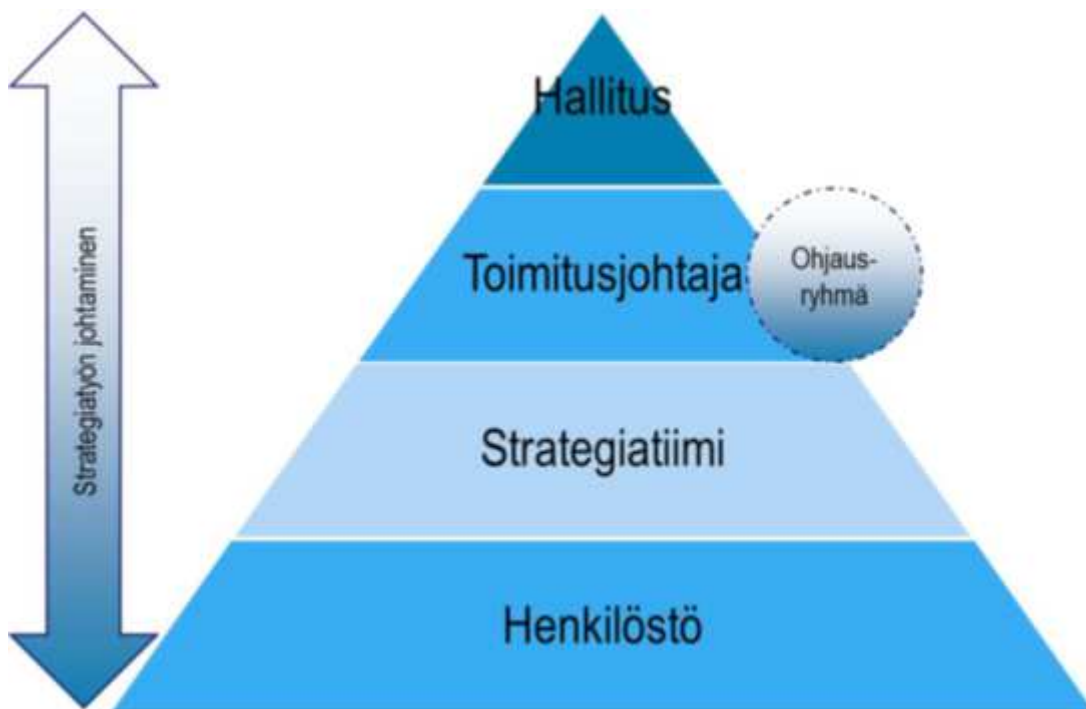 Hallitus
Toimitusjohtaja
Ohjaus-
ryhmä
Strategiatiimi
Henkilöstö
Strategiatyön johtaminen